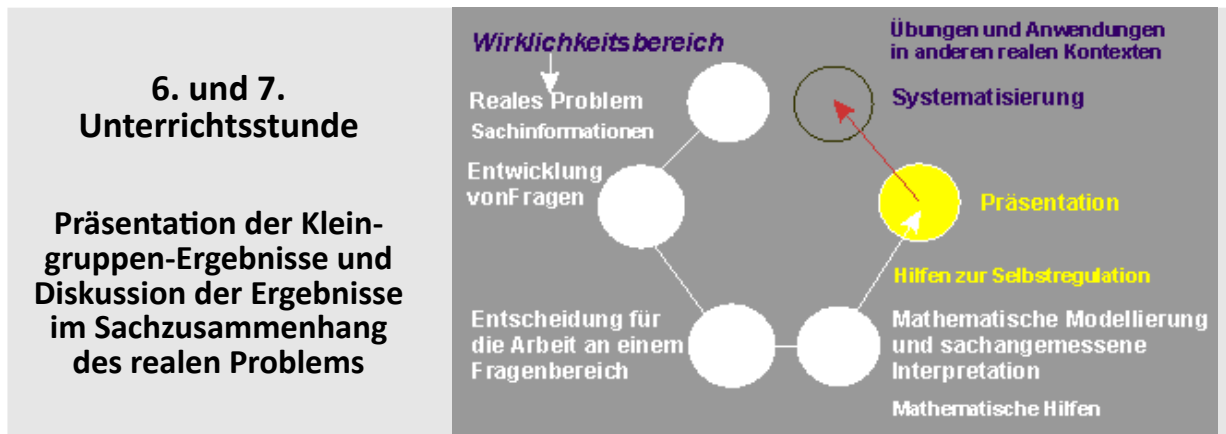 6. und 7.
Unterrichtsstunde
Präsentation der Klein-
gruppen-Ergebnisse und
Diskussion der Ergebnisse
im Sachzusammenhang
des realen Problems
Wirklichkeitsbereich
Reales Problem
Sachinformationen
Entwicklung
vonFragen
Entscheidung für
die Arbeit an einem
Fragenbereich
Übungen und Anwendungen
in anderen realen Kontexten
Systematisierung
Präsentation
Hilfen zur Selbstregulation
Mathematische Modellierung
und sachangemessene
Interpretation
Mathematische Hilfen